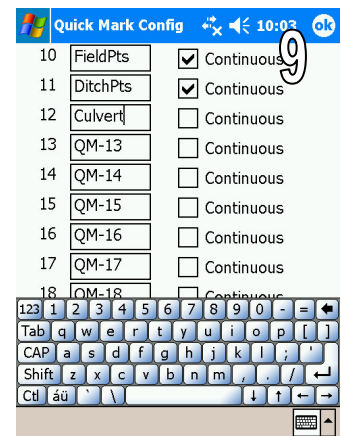 Quick Mark Config 10:03 ok
9
10 FieldPts Continuous
11 DitchPts Continuous
12 Culvert Continuous
13 QM-13 Continuous
14 QM-14 Continuous
15 QM-15 Continuous
16 QM-16 Continuous
17 QM-17 Continuous
18 QM-18 Continuous
123 1 2 3 4 5 6 7 8 9 0 - =
Tab q w e r t y u i o p [ ]
CAP a s d f g h j k l ; '
Shift z x c v b n m , . /
Ctl áü ` \